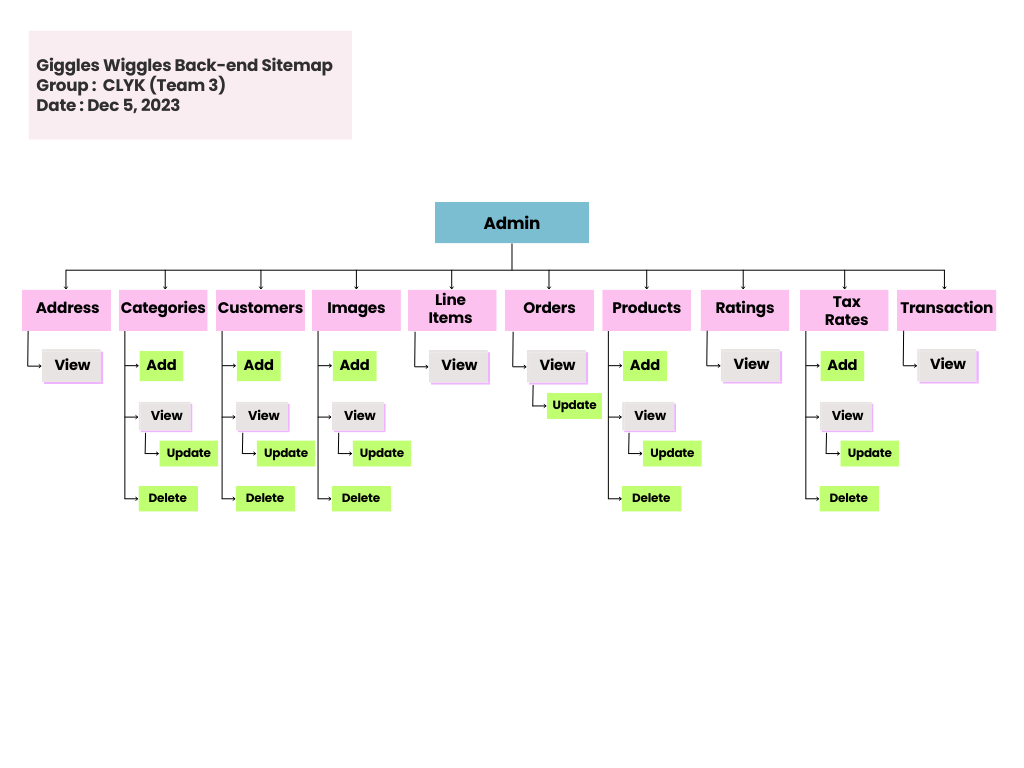 Giggles Wiggles Back-end Sitemap
Group : CLYK (Team 3)
Date : Dec 5, 2023
Admin
Address
Categories
Customers
Images
Line
Items
Orders
Products
Ratings
Tax
Rates
Transaction
View
Add
View
Update
Delete
Add
View
Update
Delete
Add
View
Update
Delete
View
View
Update
Add
View
Update
Delete
View
Add
View
Update
Delete
View